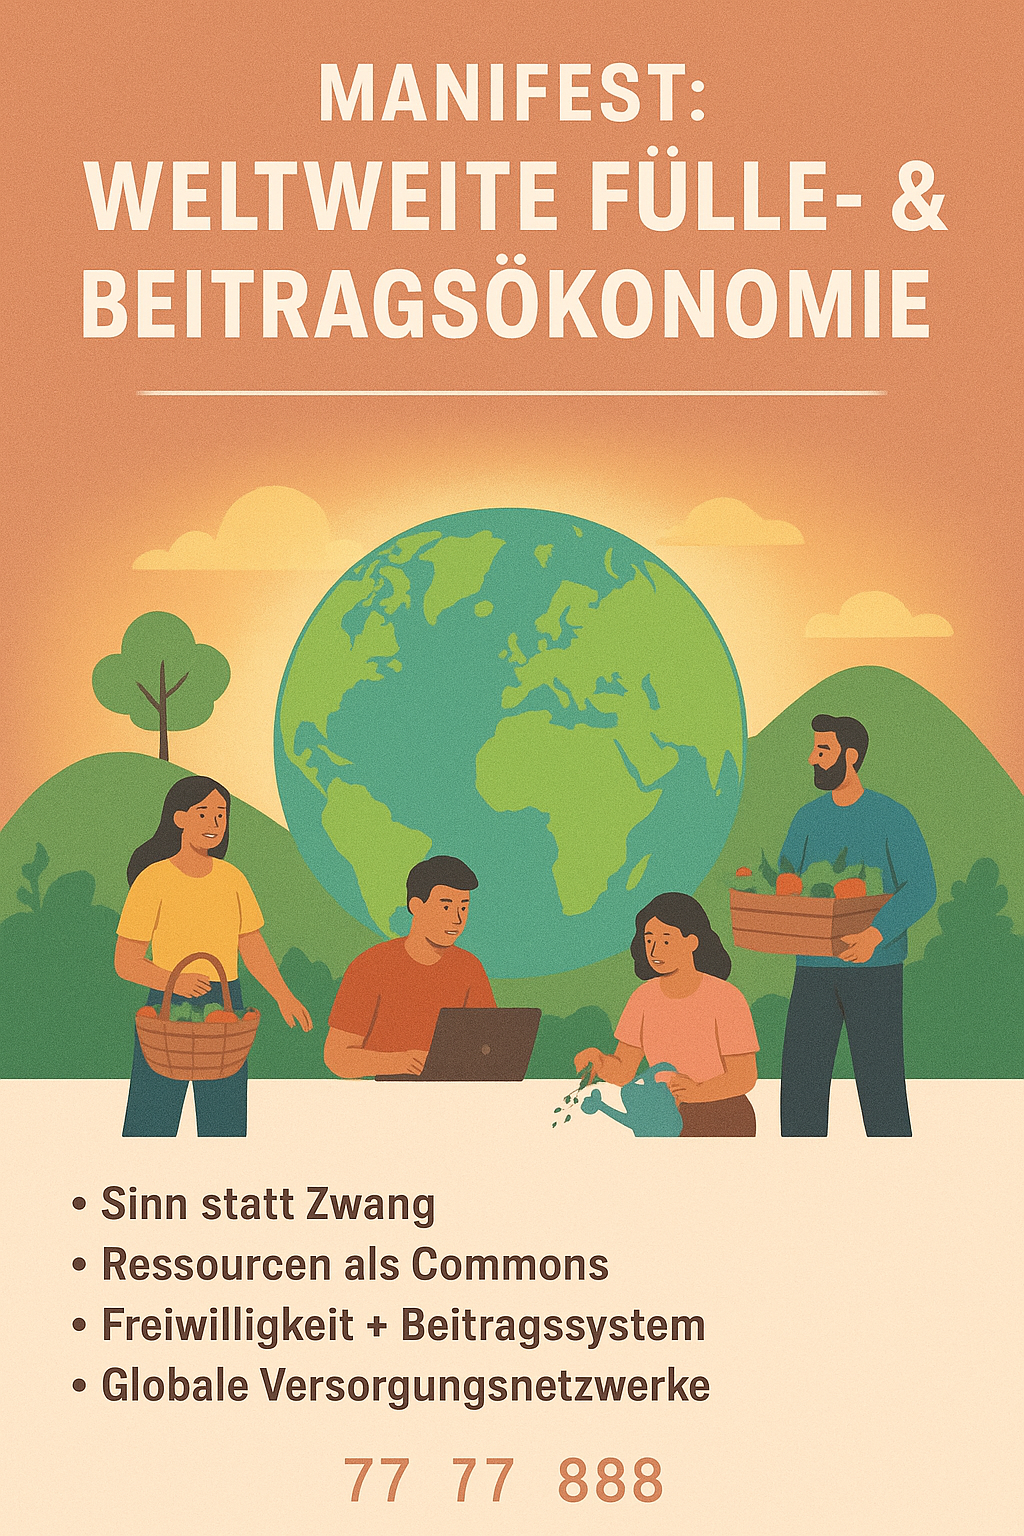 MANIFEST:
WELTWEITE FÜLLE- &
BEITRAGSÖKONOMIE
• Sinn statt Zwang
• Ressourcen als Commons
• Freiwilligkeit + Beitragssystem
• Globale Versorgungsnetzwerke
77 77 888